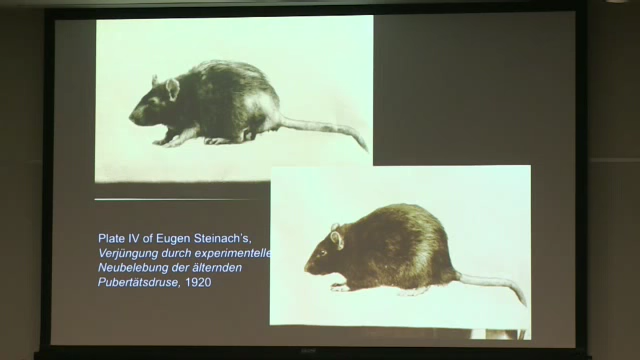 Plate IV of Eugen Steinach's,
Verjüngung durch experimentelle
Neubelebung der älternden
Pubertätsdruse, 1920